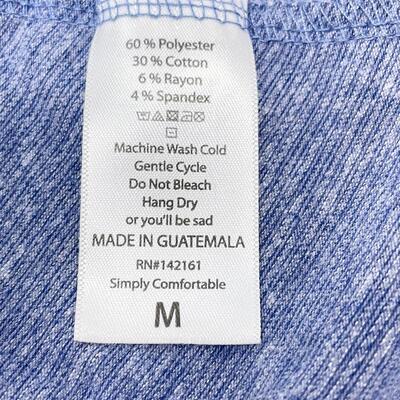 60 % Polyester
30 % Cotton
6 % Rayon
4 % Spandex
Machine Wash Cold
Gentle Cycle
Do Not Bleach
Hang Dry
or you'll be sad
MADE IN GUATEMALA
RN#142161
Simply Comfortable
M